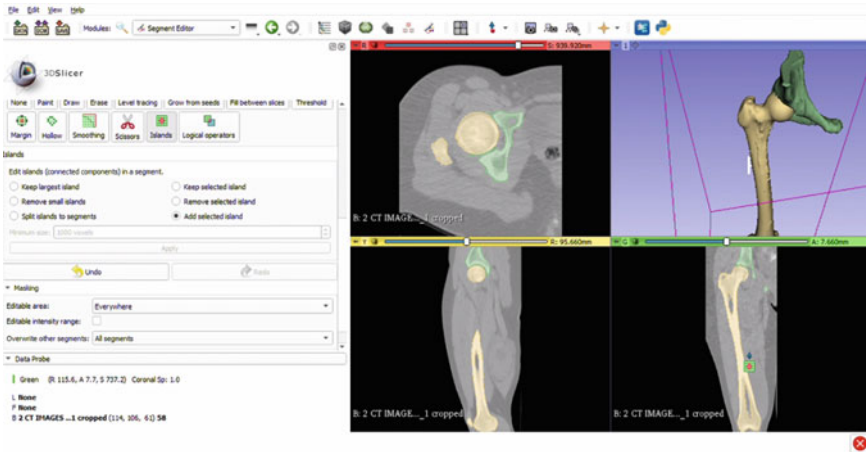 File Edit View Help
DATA DCM SAVE Modules: Segment Editor
R S: 939.920mm 1
3DSlicer
None Paint Draw Erase Level tracing Grow from seeds Fill between slices Threshold
Margin Hollow Smoothing Scissors Islands Logical operators
Islands
Edit islands (connected components) in a segment.
Keep largest island Keep selected island
Remove small islands Remove selected island
Split islands to segments Add selected island
Minimum size: 1000 voxels
Apply
B: 2 CT IMAGE..._1 cropped
Y R: 95.660mm G A: 7.660mm
Undo Redo
Masking
Editable area: Everywhere
Editable intensity range:
Overwrite other segments: All segments
Data Probe
Green (R 115.6, A 7.7, S 737.2) Coronal Sp: 1.0
L None
F None
B 2 CT IMAGES ...1 cropped (114, 106, 61) 58
B: 2 CT IMAGE..._1 cropped B: 2 CT IMAGE..._1 cropped